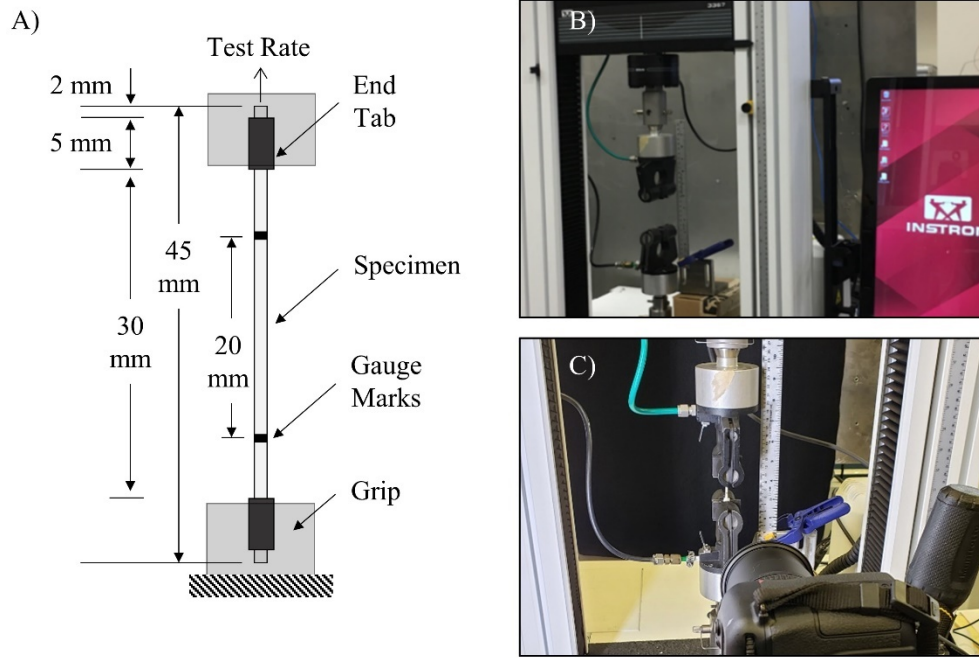 A)
Test Rate
2 mm
End
Tab
5 mm
45
mm
Specimen
30
mm
20
mm
Gauge
Marks
Grip
B)
3367
INSTRON
C)